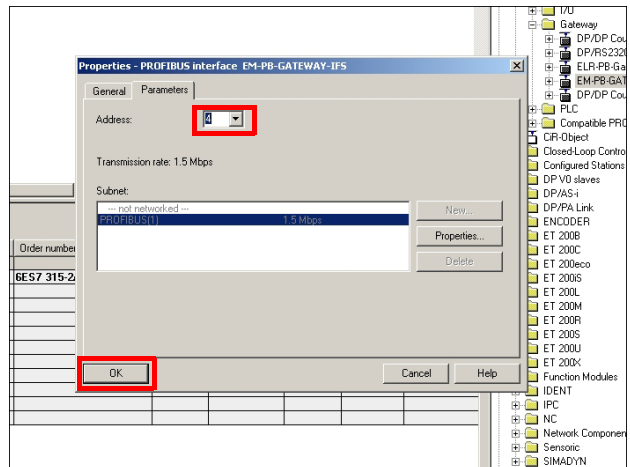 Properties - PROFIBUS interface EM-PB-GATEWAY-IFS
General Parameters
Address:
4
Transmission rate: 1.5 Mbps
Subnet:
--- not networked ---
PROFIBUS(1) 1.5 Mbps
New...
Properties...
Delete
OK
Cancel
Help
Order number
6ES7 315-2
I/O
Gateway
DP/DP Cou
DP/RS232
ELR-PB-Ga
EM-PB-GAT
DP/DP Cou
PLC
Compatible PRO
CiR-Object
Closed-Loop Contro
Configured Stations
DP V0 slaves
DP/AS-i
DP/PA Link
ENCODER
ET 200B
ET 200C
ET 200eco
ET 200iS
ET 200L
ET 200M
ET 200R
ET 200S
ET 200U
ET 200X
Function Modules
IDENT
IPC
NC
Network Componen
Sensoric
SIMADYN